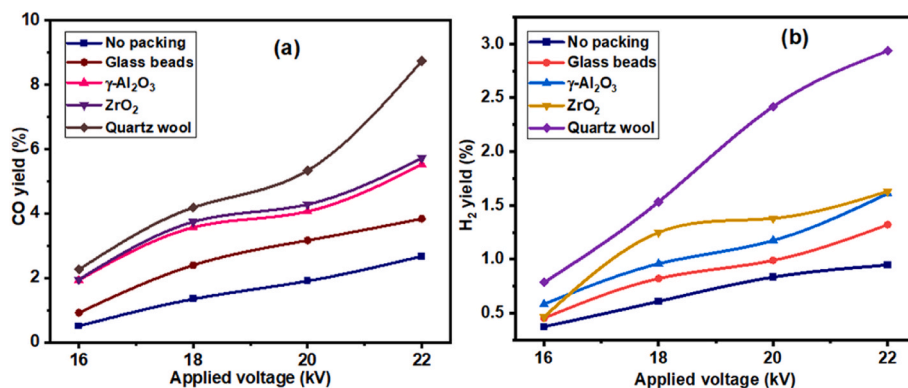 (a)
No packing
Glass beads
γ-Al₂O₃
ZrO₂
Quartz wool
CO yield (%)
10
8
6
4
2
0
16 18 20 22
Applied voltage (kV)
(b)
No packing
Glass beads
γ-Al₂O₃
ZrO₂
Quartz wool
H₂ yield (%)
3.0
2.5
2.0
1.5
1.0
0.5
16 18 20 22
Applied voltage (kV)